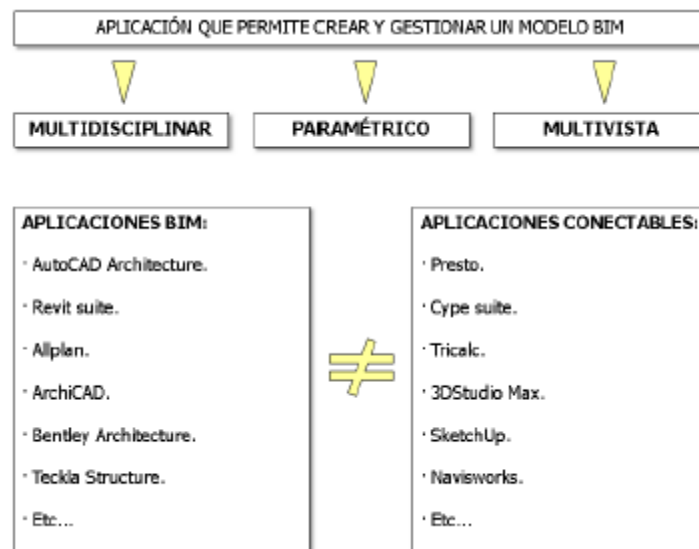 APLICACIÓN QUE PERMITE CREAR Y GESTIONAR UN MODELO BIM
MULTIDISCIPLINAR
PARAMÉTRICO
MULTIVISTA
APLICACIONES BIM:
· AutoCAD Architecture.
· Revit suite.
· Allplan.
· ArchiCAD.
· Bentley Architecture.
· Teckla Structure.
· Etc...
≠
APLICACIONES CONECTABLES:
· Presto.
· Cype suite.
· Tricalc.
· 3DStudio Max.
· SketchUp.
· Navisworks.
· Etc...